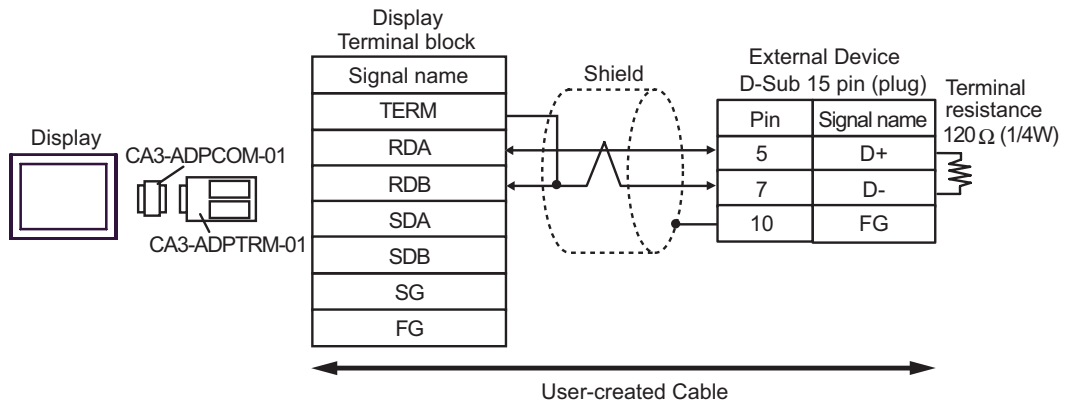 Display
CA3-ADPCOM-01
CA3-ADPTRM-01
Display
Terminal block
Signal name
TERM
RDA
RDB
SDA
SDB
SG
FG
Shield
External Device
D-Sub 15 pin (plug)
Pin
Signal name
5
D+
7
D-
10
FG
Terminal
resistance
120 Ω (1/4W)
User-created Cable